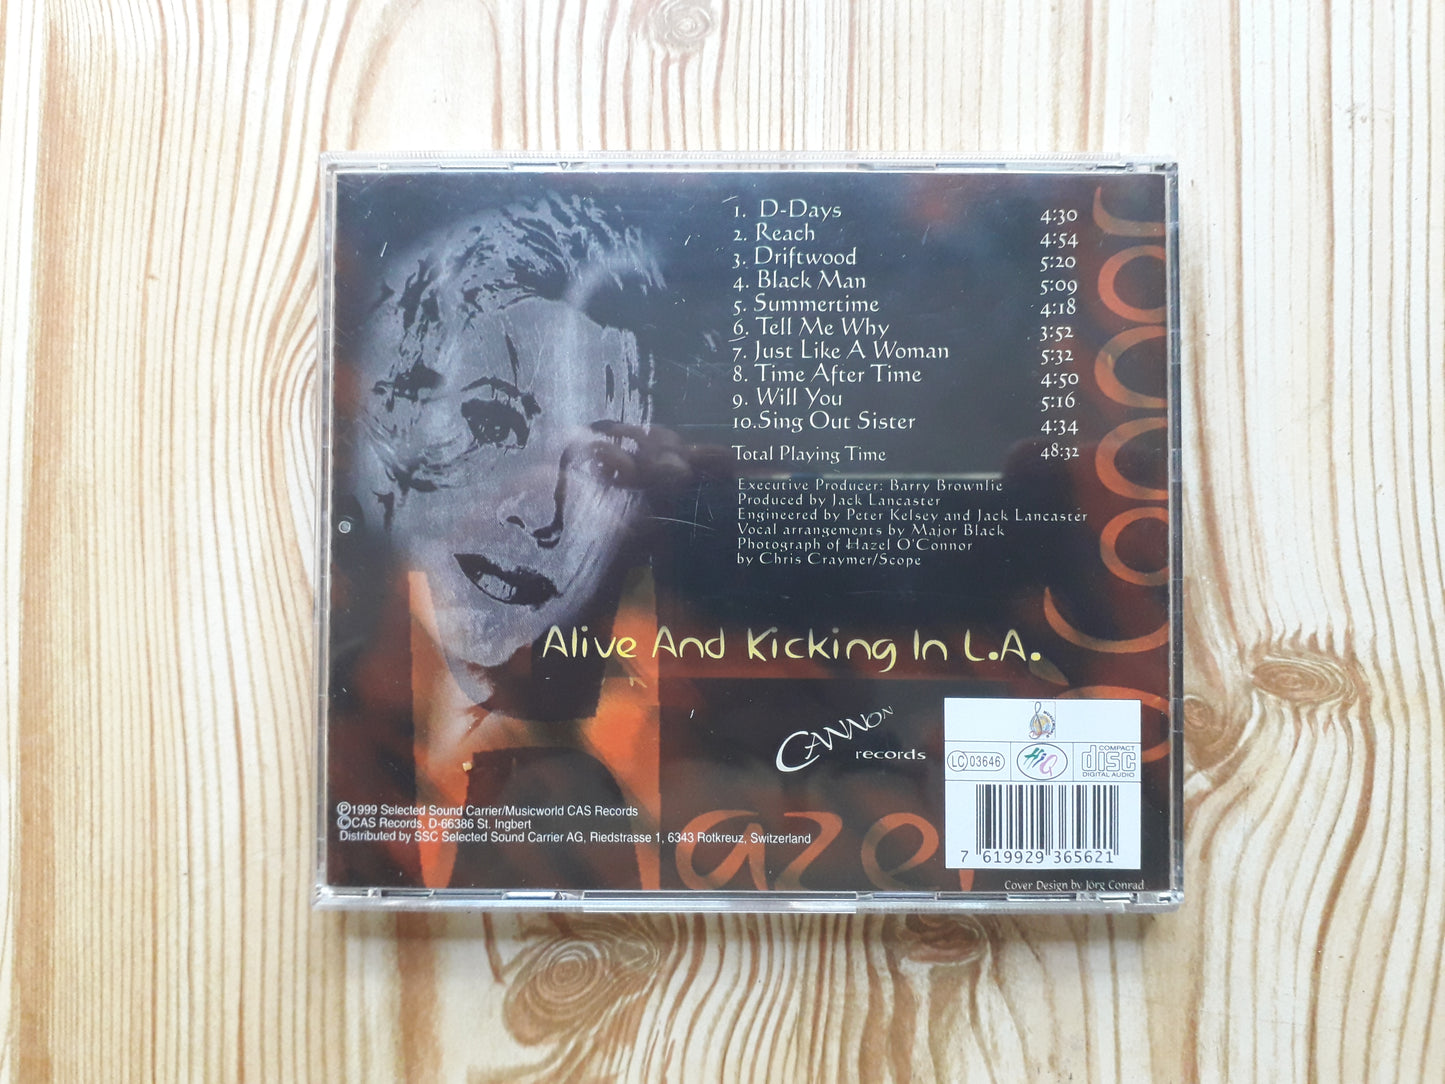 1. D-Days 4:30
2. Reach 4:54
3. Driftwood 5:20
4. Black Man 5:09
5. Summertime 4:18
6. Tell Me Why 3:52
7. Just Like A Woman 5:32
8. Time After Time 4:50
9. Will You 5:16
10.Sing Out Sister 4:34
Total Playing Time 48:32
Executive Producer: Barry Brownlie
Produced by Jack Lancaster
Engineered by Peter Kelsey and Jack Lancaster
Vocal arrangements by Major Black
Photograph of Hazel O'Connor
by Chris Craymer/Scope
Alive And Kicking In L.A.
CANNON
records
LC 03646
HiQ
COMPACT
disc
DIGITAL AUDIO
7 619929 365621
℗1999 Selected Sound Carrier/Musicworld CAS Records
©CAS Records, D-66386 St. Ingbert
Distributed by SSC Selected Sound Carrier AG, Riedstrasse 1, 6343 Rotkreuz, Switzerland
Cover Design by Jörg Conrad